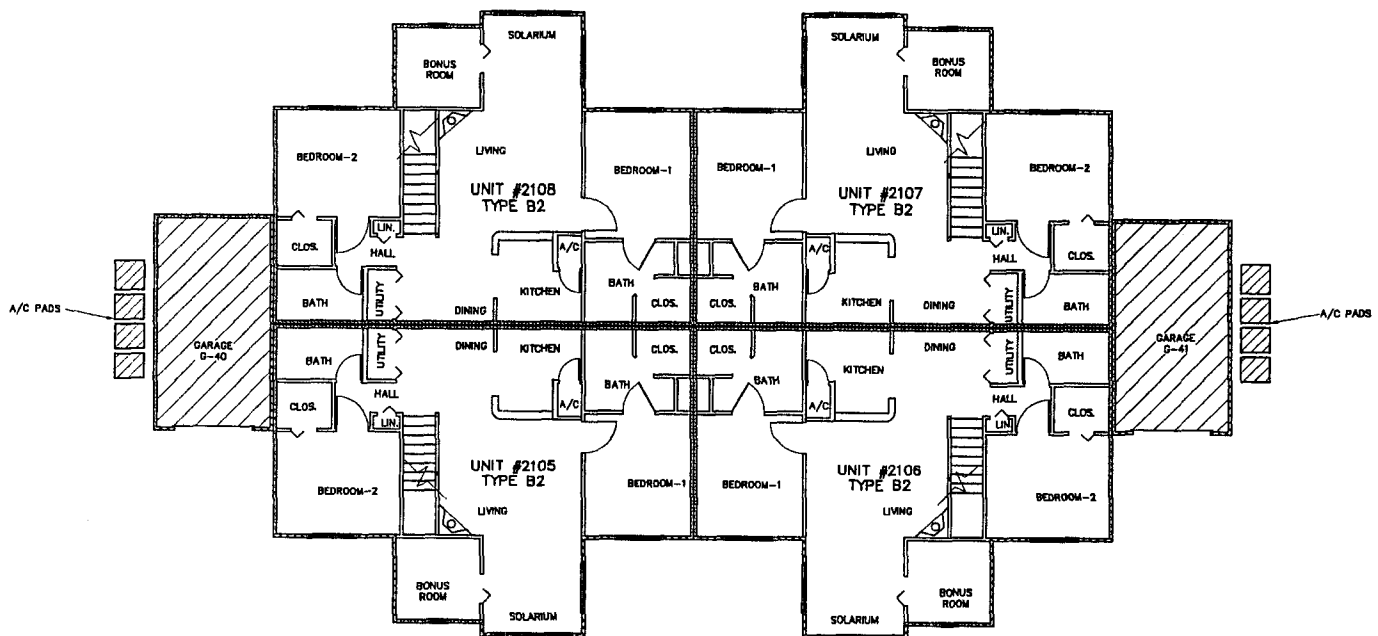 SOLARIUM
SOLARIUM
BONUS
ROOM
BONUS
ROOM
BEDROOM-2
LIVING
BEDROOM-1
BEDROOM-1
LIVING
BEDROOM-2
UNIT #2108
TYPE B2
UNIT #2107
TYPE B2
LIN.
LIN.
CLOS.
HALL
A/C
A/C
HALL
CLOS.
BATH
UTILITY
DINING
KITCHEN
BATH
CLOS.
CLOS.
BATH
KITCHEN
DINING
UTILITY
BATH
A/C PADS
A/C PADS
GARAGE
G-40
GARAGE
G-41
BATH
UTILITY
DINING
KITCHEN
BATH
CLOS.
CLOS.
BATH
KITCHEN
DINING
UTILITY
BATH
CLOS.
HALL
A/C
A/C
HALL
CLOS.
LIN.
LIN.
UNIT #2105
TYPE B2
UNIT #2106
TYPE B2
BEDROOM-2
LIVING
BEDROOM-1
BEDROOM-1
LIVING
BEDROOM-2
BONUS
ROOM
BONUS
ROOM
SOLARIUM
SOLARIUM